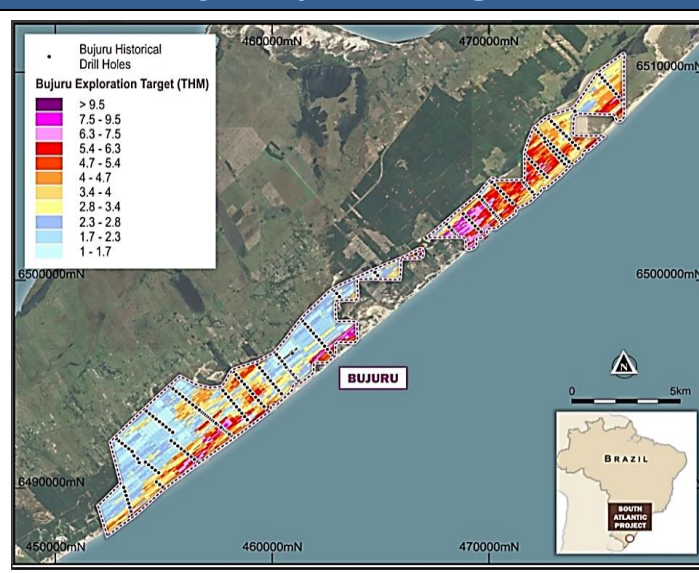 460000mN
470000mN
6510000mN
Bujuru Historical
Drill Holes
Bujuru Exploration Target (THM)
> 9.5
7.5 - 9.5
6.3 - 7.5
5.4 - 6.3
4.7 - 5.4
4 - 4.7
3.4 - 4
2.8 - 3.4
2.3 - 2.8
1.7 - 2.3
1 - 1.7
6500000mN
6500000mN
BUJURU
N
0
5km
BRAZIL
SOUTH
ATLANTIC
PROJECT
6490000mN
450000mN
460000mN
470000mN